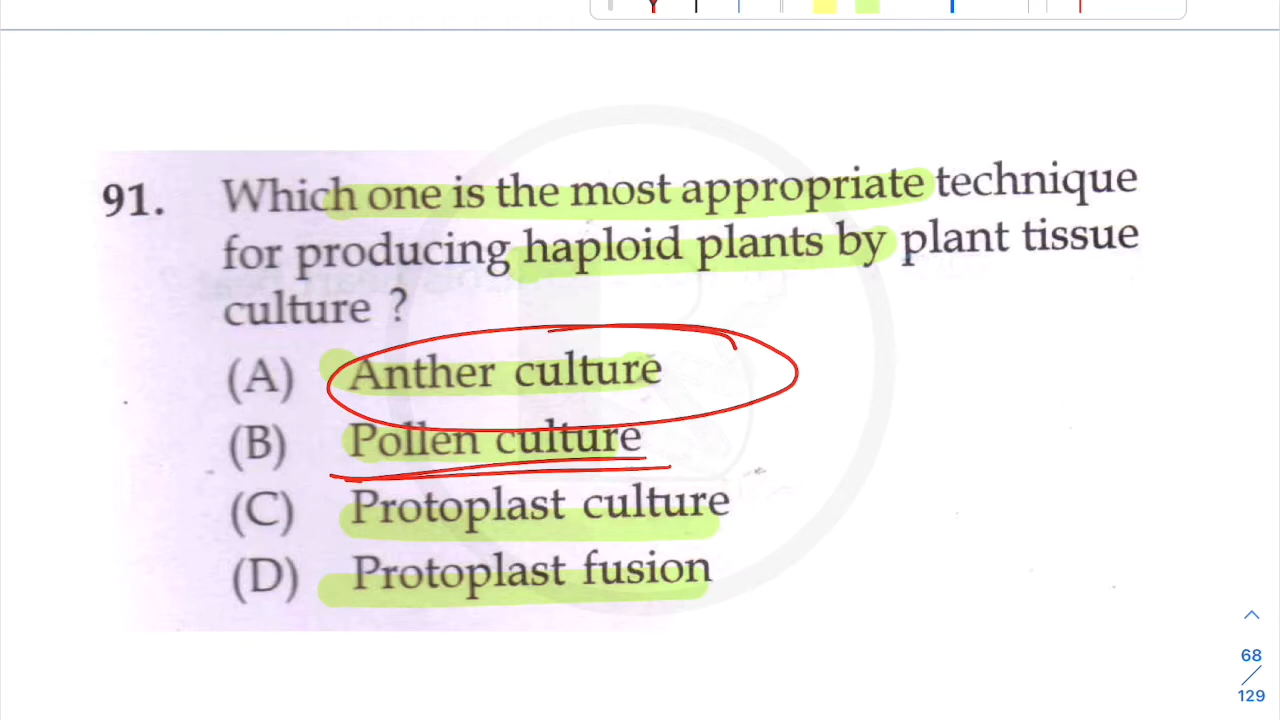 91. Which one is the most appropriate technique
for producing haploid plants by plant tissue
culture ?
(A) Anther culture
(B) Pollen culture
(C) Protoplast culture
(D) Protoplast fusion
68
129